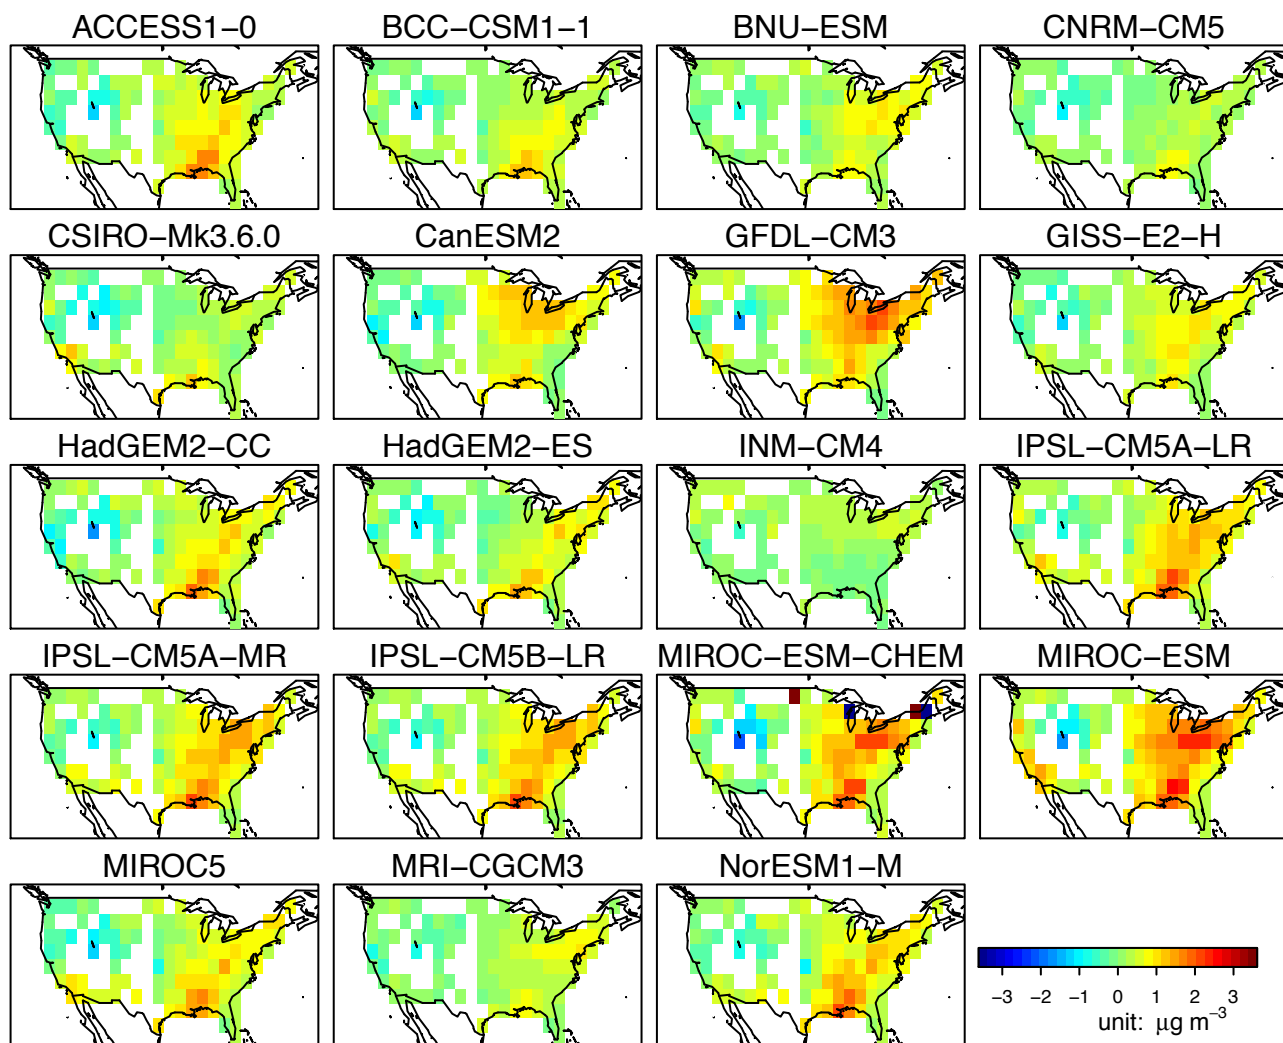 ACCESS1−0 BCC−CSM1−1 BNU−ESM CNRM−CM5
CSIRO−Mk3.6.0 CanESM2 GFDL−CM3 GISS−E2−H
HadGEM2−CC HadGEM2−ES INM−CM4 IPSL−CM5A−LR
IPSL−CM5A−MR IPSL−CM5B−LR MIROC−ESM−CHEM MIROC−ESM
MIROC5 MRI−CGCM3 NorESM1−M
−3 −2 −1 0 1 2 3
unit: μg m⁻³